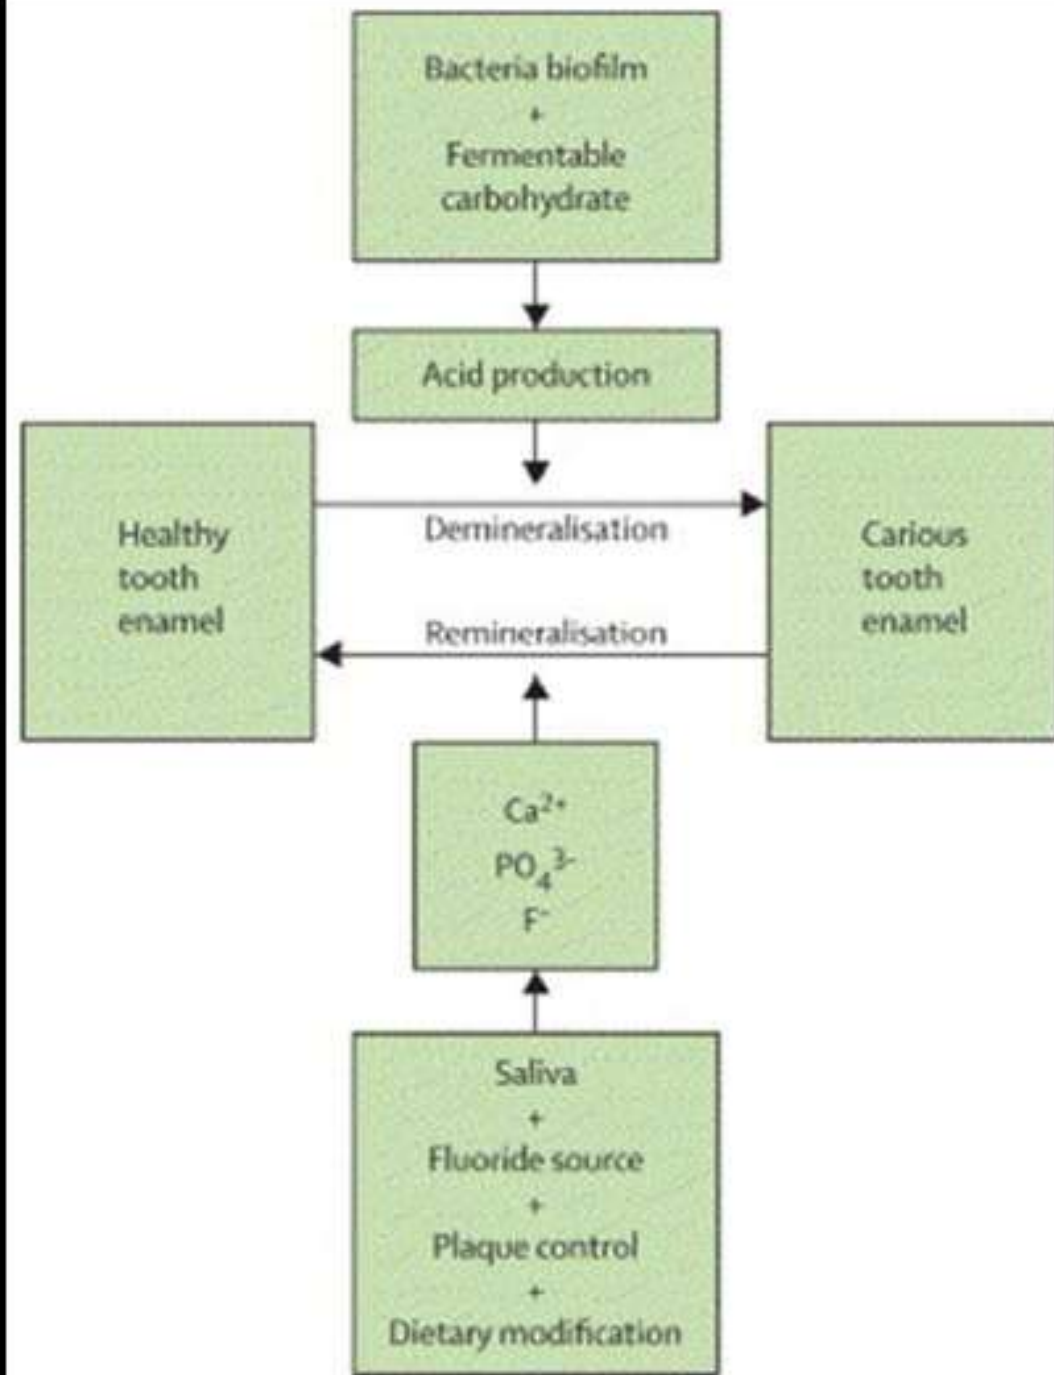 Bacteria biofilm
+
Fermentable
carbohydrate
Acid production
Healthy
tooth
enamel
Demineralisation
Remineralisation
Carious
tooth
enamel
Ca²⁺
PO₄³⁻
F⁻
Saliva
+
Fluoride source
+
Plaque control
+
Dietary modification